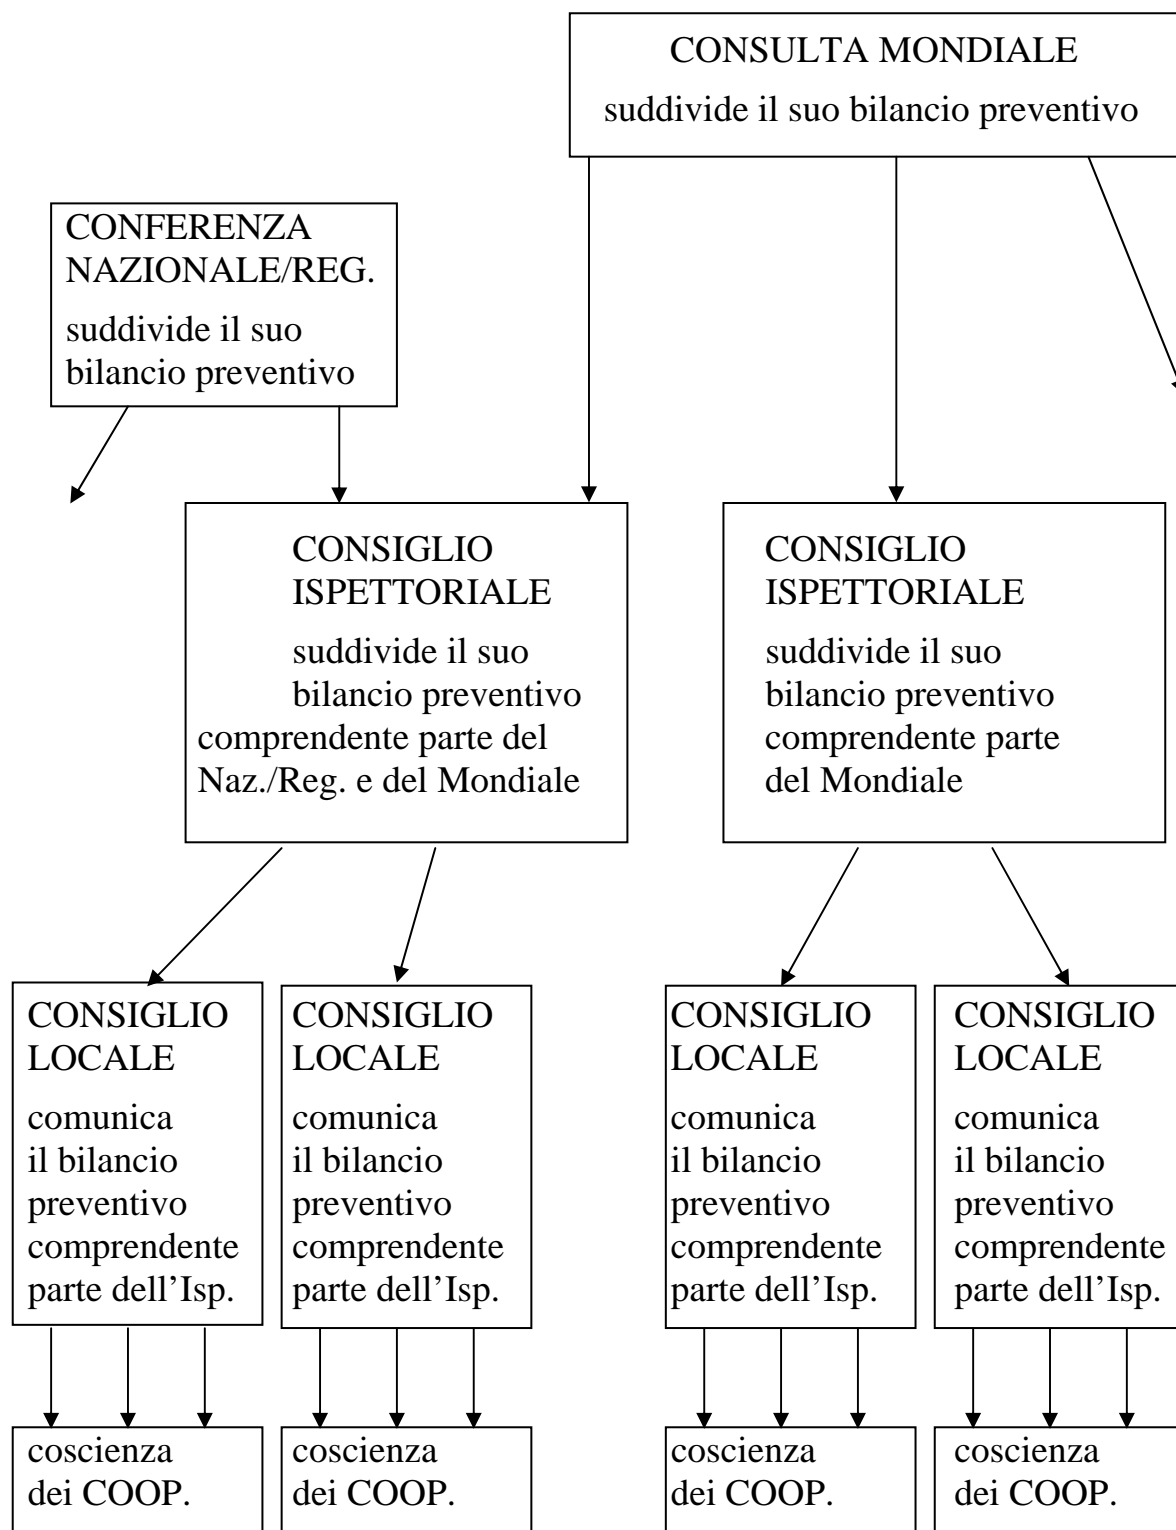 CONSULTA MONDIALE
suddivide il suo bilancio preventivo
CONFERENZA
NAZIONALE/REG.
suddivide il suo
bilancio preventivo
CONSIGLIO
ISPETTORIALE
suddivide il suo
bilancio preventivo
comprendente parte del
Naz./Reg. e del Mondiale
CONSIGLIO
ISPETTORIALE
suddivide il suo
bilancio preventivo
comprendente parte
del Mondiale
CONSIGLIO
LOCALE
comunica
il bilancio
preventivo
comprendente
parte dell’Isp.
CONSIGLIO
LOCALE
comunica
il bilancio
preventivo
comprendente
parte dell’Isp.
CONSIGLIO
LOCALE
comunica
il bilancio
preventivo
comprendente
parte dell’Isp.
CONSIGLIO
LOCALE
comunica
il bilancio
preventivo
comprendente
parte dell’Isp.
coscienza
dei COOP.
coscienza
dei COOP.
coscienza
dei COOP.
coscienza
dei COOP.